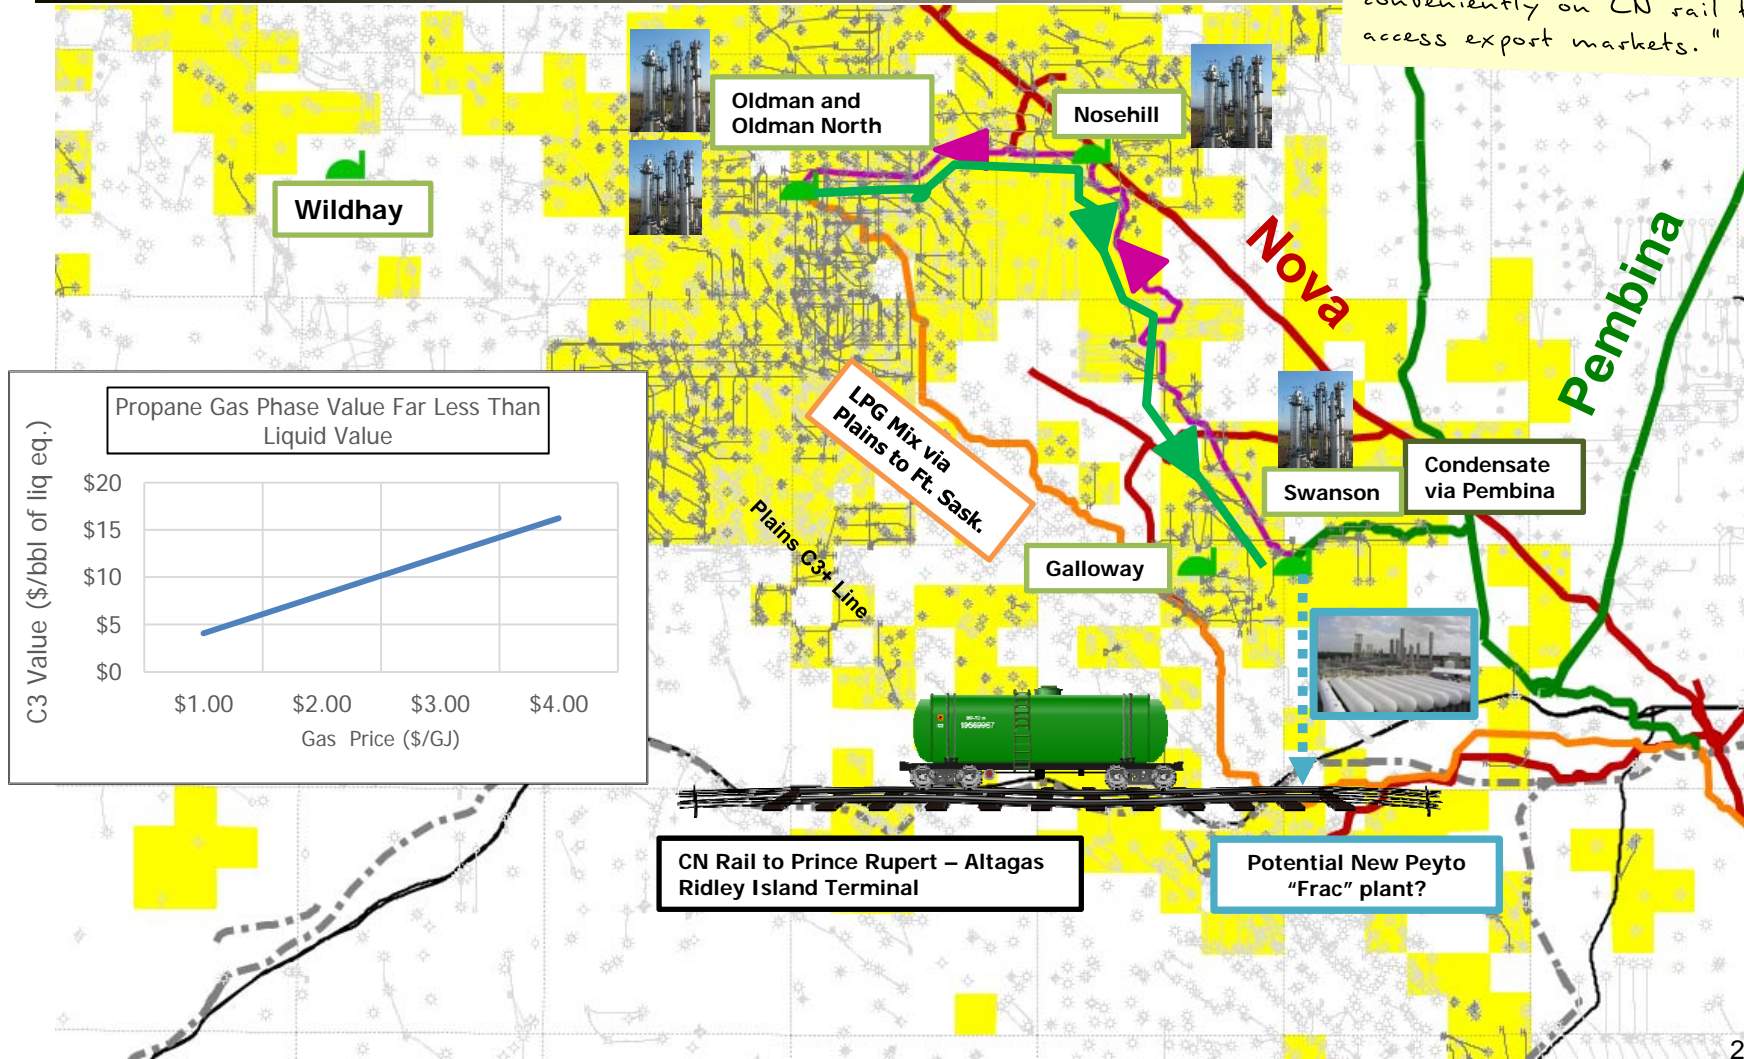 conveniently on CN rail t
access export markets."
Oldman and
Oldman North
Nosehill
Wildhay
Nova
Pembina
Propane Gas Phase Value Far Less Than
Liquid Value
C3 Value ($/bbl of liq eq.)
$20
$15
$10
$5
$0
$1.00 $2.00 $3.00 $4.00
Gas Price ($/GJ)
LPG Mix via
Plains to Ft. Sask.
Plains C3+ Line
Swanson
Condensate
via Pembina
Galloway
CN Rail to Prince Rupert – Altagas
Ridley Island Terminal
Potential New Peyto
“Frac” plant?
2